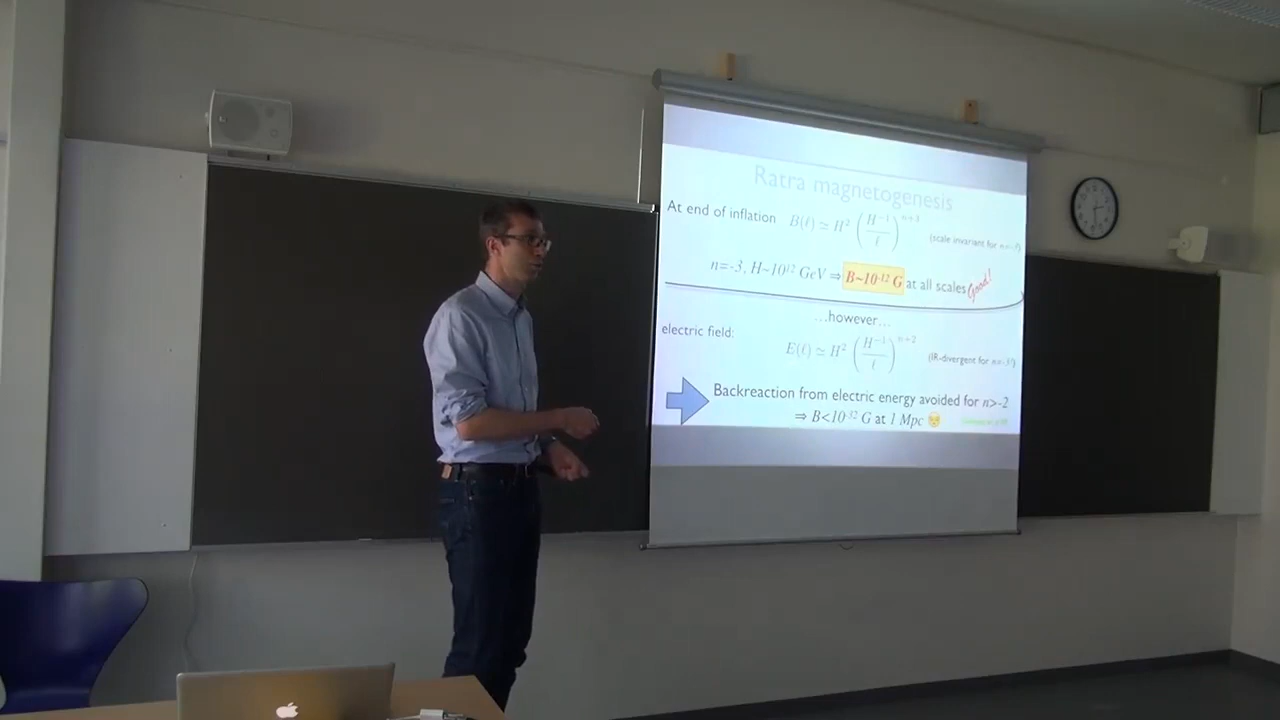 Ratra magnetogenesis
At end of inflation B(ℓ) ≃ H² (H⁻¹/ℓ)ⁿ⁺³
(scale invariant for n=-3)
n=-3, H~10¹² GeV ⇒ B~10⁻¹² G at all scales Good!
...however...
electric field: E(ℓ) ≃ H² (H⁻¹/ℓ)ⁿ⁺²
(IR-divergent for n=-3!)
Backreaction from electric energy avoided for n>-2
⇒ B<10⁻³² G at 1 Mpc